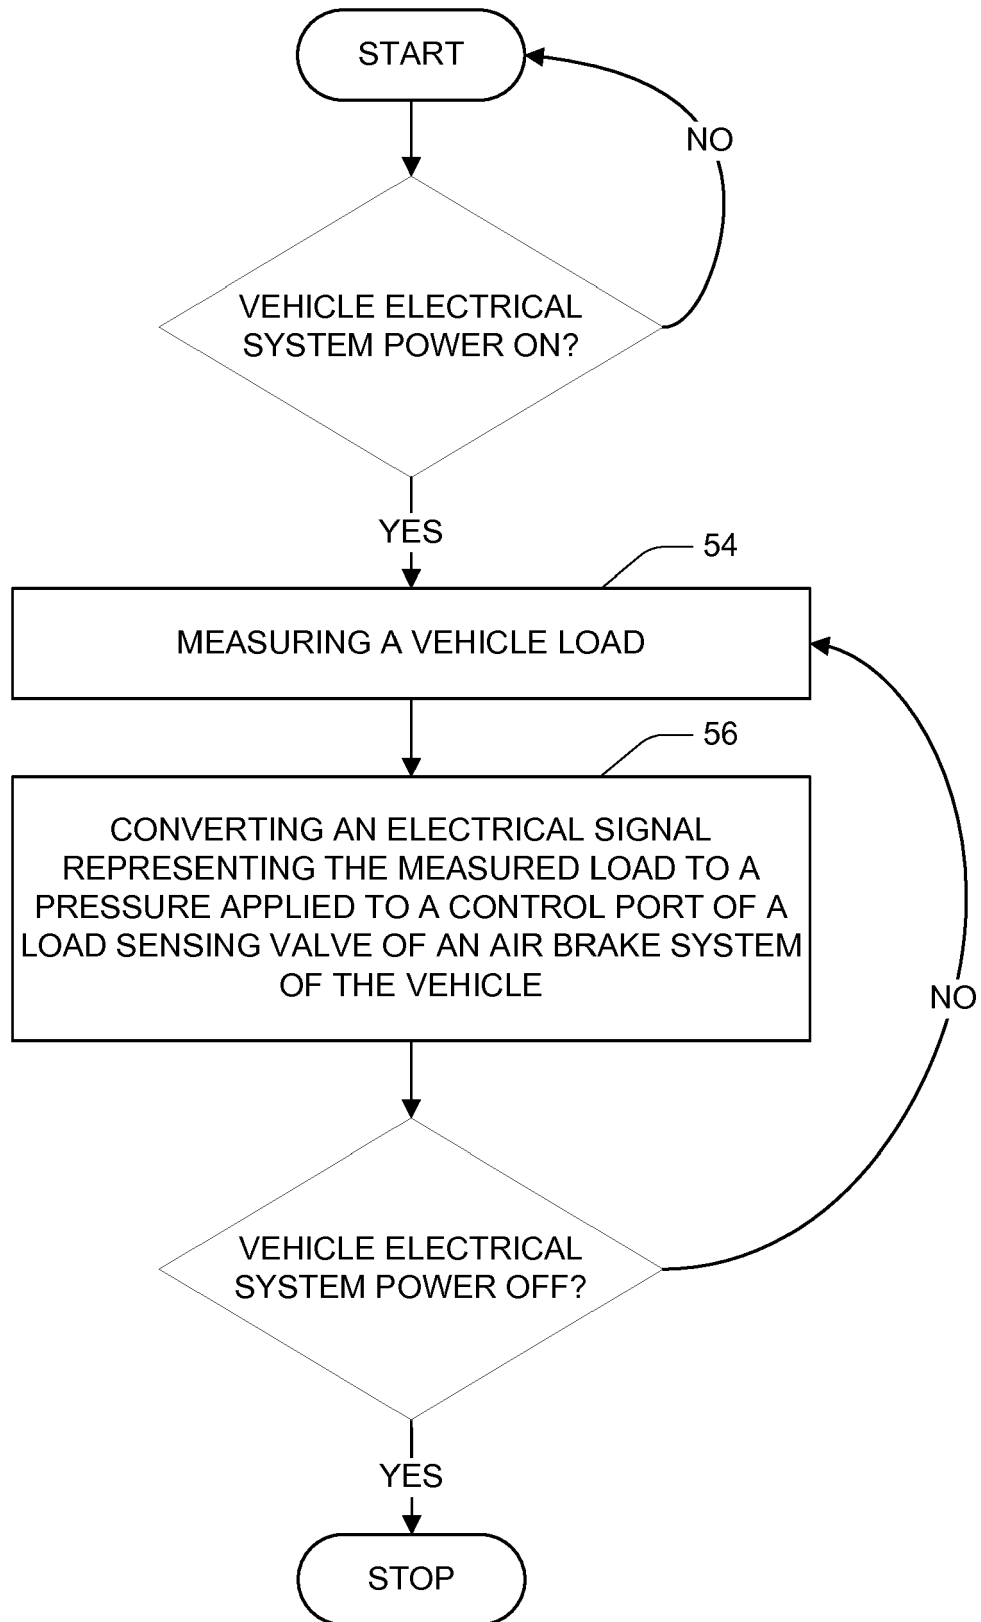 START
NO
VEHICLE ELECTRICAL
SYSTEM POWER ON?
YES
54
MEASURING A VEHICLE LOAD
56
CONVERTING AN ELECTRICAL SIGNAL
REPRESENTING THE MEASURED LOAD TO A
PRESSURE APPLIED TO A CONTROL PORT OF A
LOAD SENSING VALVE OF AN AIR BRAKE SYSTEM
OF THE VEHICLE
NO
VEHICLE ELECTRICAL
SYSTEM POWER OFF?
YES
STOP